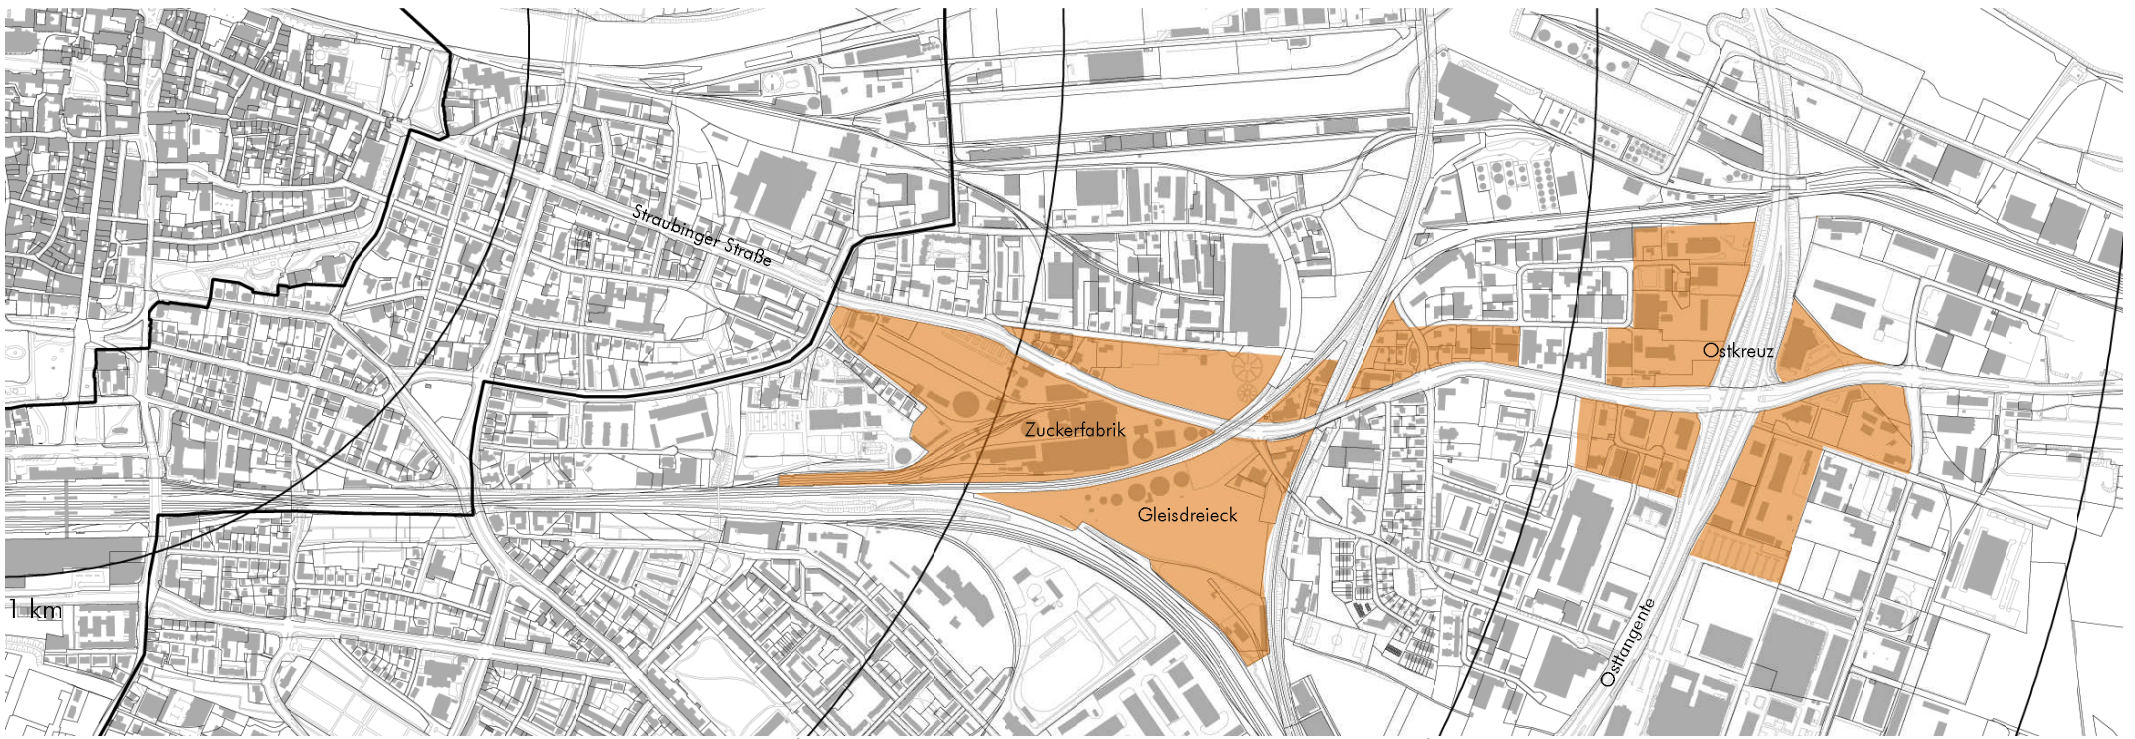 Straubinger Straße
Ostkreuz
Zuckerfabrik
Gleisdreieck
1 km
Osttangente